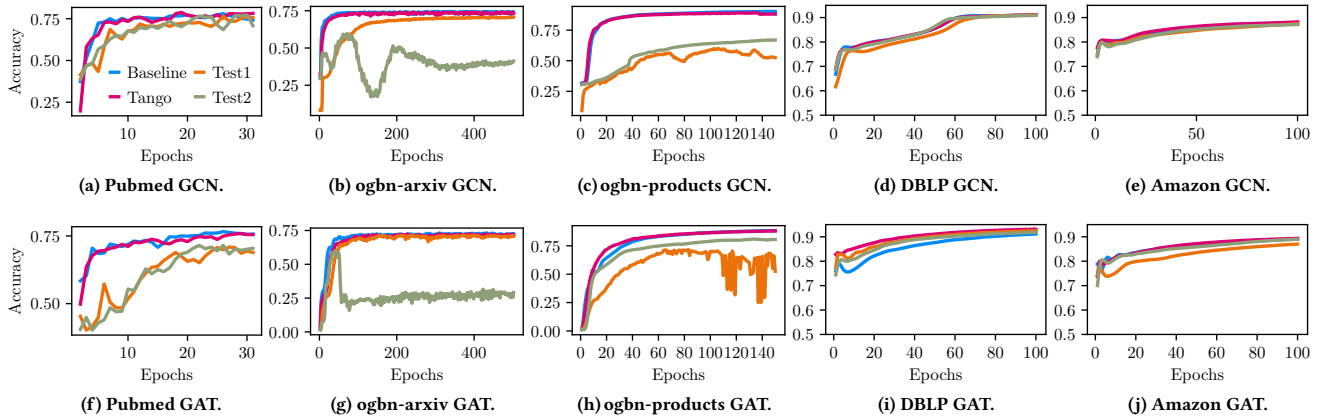 Accuracy
0.75
0.50
0.25
Baseline
Test1
Tango
Test2
10 20 30
Epochs
(a) Pubmed GCN.
0.75
0.50
0.25
0 200 400
Epochs
(b) ogbn-arxiv GCN.
0.75
0.50
0.25
0 20 40 60 80 100 120 140
Epochs
(c) ogbn-products GCN.
0.9
0.8
0.7
0.6
0.5
0 20 40 60 80 100
Epochs
(d) DBLP GCN.
0.9
0.8
0.7
0.6
0.5
0 50 100
Epochs
(e) Amazon GCN.
Accuracy
0.75
0.50
10 20 30
Epochs
(f) Pubmed GAT.
0.75
0.50
0.25
0.00
0 200 400
Epochs
(g) ogbn-arxiv GAT.
0.75
0.50
0.25
0.00
0 20 40 60 80 100 120 140
Epochs
(h) ogbn-products GAT.
0.9
0.8
0.7
0.6
0.5
0 20 40 60 80 100
Epochs
(i) DBLP GAT.
0.9
0.8
0.7
0.6
0.5
0 20 40 60 80 100
Epochs
(j) Amazon GAT.